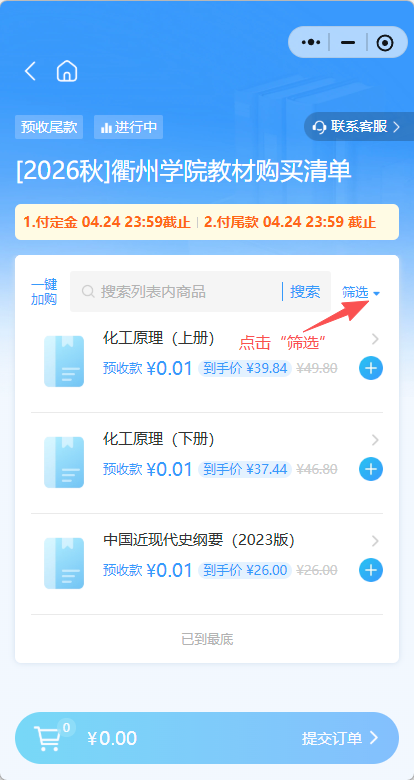 预收尾款 进行中 联系客服
[2026秋]衢州学院教材购买清单
1.付定金 04.24 23:59截止 | 2.付尾款 04.24 23:59 截止
一键
加购
搜索列表内商品 搜索 筛选
点击“筛选”
化工原理（上册）
预收款 ¥0.01 到手价 ¥39.84 ¥49.80
化工原理（下册）
预收款 ¥0.01 到手价 ¥37.44 ¥46.80
中国近现代史纲要（2023版）
预收款 ¥0.01 到手价 ¥26.00 ¥26.00
已到最底
0 ¥0.00 提交订单